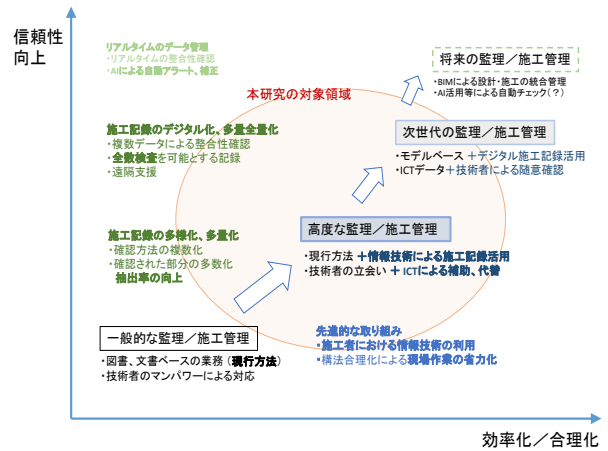 信頼性
向上
リアルタイムのデータ管理
・リアルタイムの整合性確認
・AIによる自動アラート、補正
将来の監理／施工管理
・BIMによる設計・施工の統合管理
・AI活用等による自動チェック（？）
本研究の対象領域
施工記録のデジタル化、多量全量化
・複数データによる整合性確認
・全数検査を可能とする記録
・遠隔支援
次世代の監理／施工管理
・モデルベース ＋デジタル施工記録活用
・ICTデータ＋技術者による随意確認
施工記録の多様化、多量化
・確認方法の複数化
・確認された部分の多数化
抽出率の向上
高度な監理／施工管理
・現行方法 ＋情報技術による施工記録活用
・技術者の立会い ＋ ICTによる補助、代替
一般的な監理／施工管理
・図書、文書ベースの業務（現行方法）
・技術者のマンパワーによる対応
先進的な取り組み
・施工者における情報技術の利用
・構法合理化による現場作業の省力化
効率化／合理化